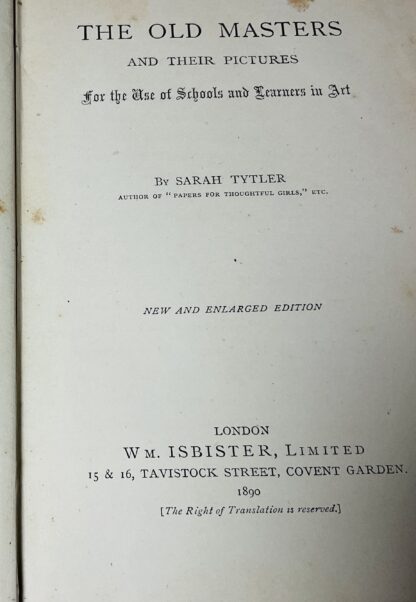 THE OLD MASTERS
AND THEIR PICTURES
For the Use of Schools and Learners in Art
By SARAH TYTLER
AUTHOR OF "PAPERS FOR THOUGHTFUL GIRLS," ETC.
NEW AND ENLARGED EDITION
LONDON
WM. ISBISTER, LIMITED
15 & 16, TAVISTOCK STREET, COVENT GARDEN.
1890
[The Right of Translation is reserved.]